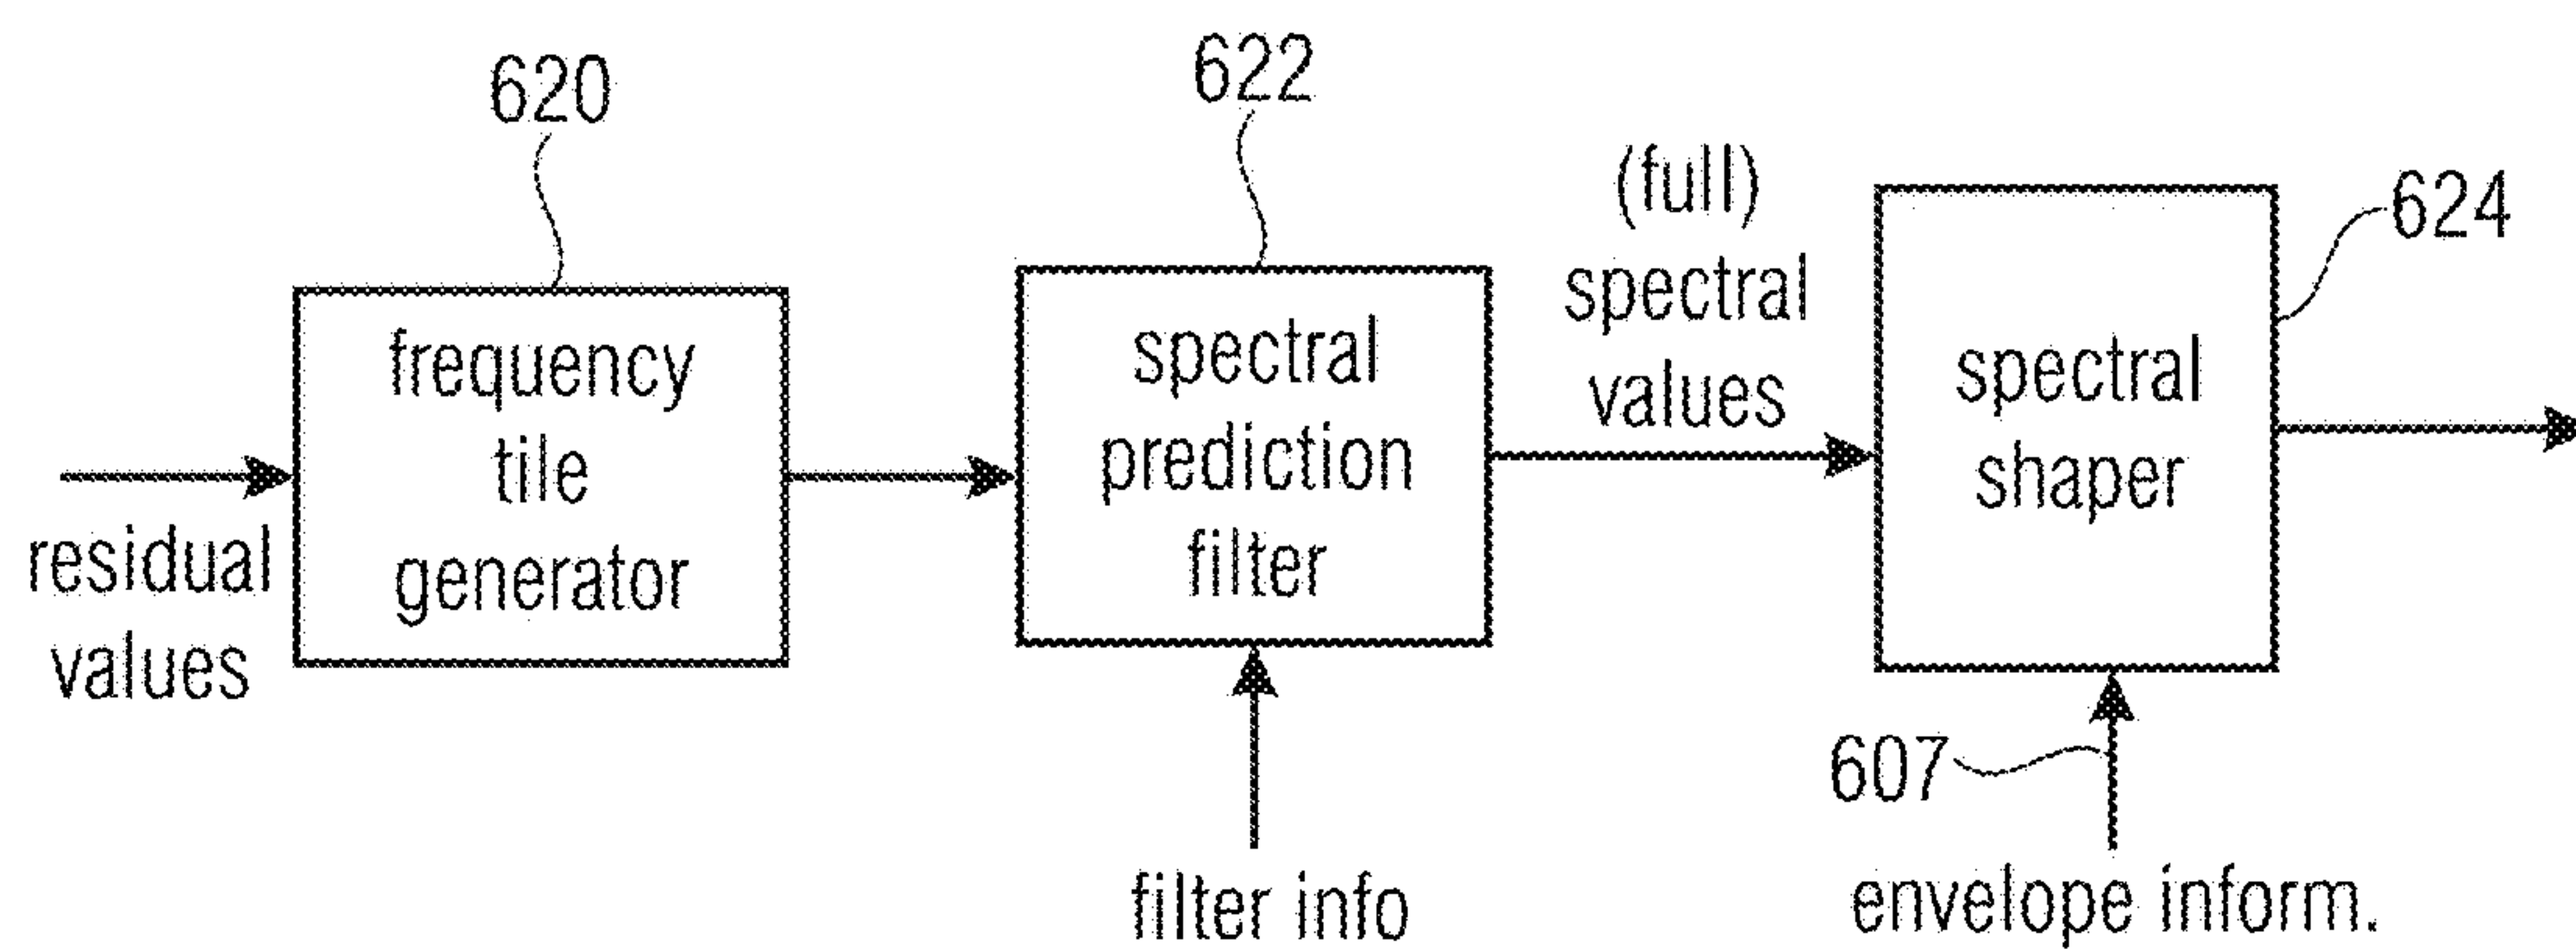 620
622
624
frequency
tile
generator
residual
values
spectral
prediction
filter
(full)
spectral
values
spectral
shaper
607
filter info
envelope inform.